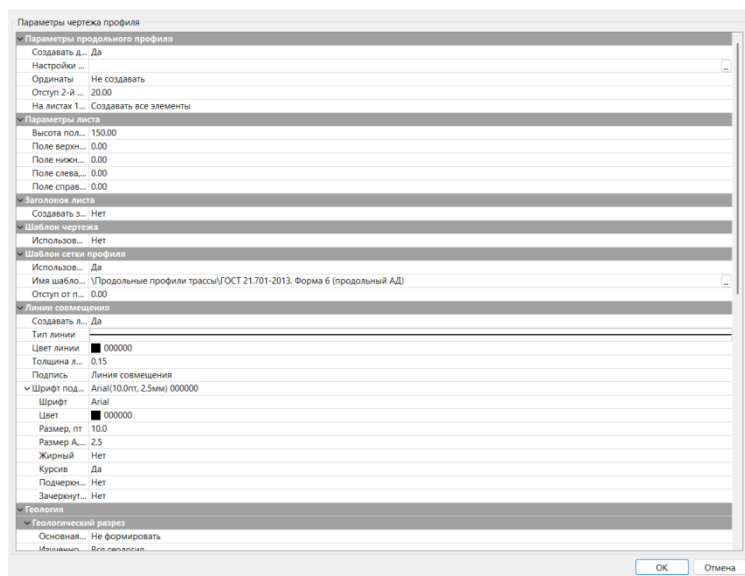 Параметры чертежа профиля
Параметры продольного профиля
Создавать д... Да
Настройки ... ..
Ординаты Не создавать
Отступ 2-й ... 20.00
На листах 1... Создавать все элементы
Параметры листа
Высота пол... 150.00
Поле верхн... 0.00
Поле нижн... 0.00
Поле слева,... 0.00
Поле справ... 0.00
Заголовок листа
Создавать з... Нет
Шаблон чертежа
Использов... Нет
Шаблон сетки профиля
Использов... Да
Имя шабло... \Продольные профили трассы\ГОСТ 21.701-2013. Форма 6 (продольный АД) ..
Отступ от п... 0.00
Линии совмещения
Создавать л... Да
Тип линии
Цвет линии 000000
Толщина л... 0.15
Подпись Линия совмещения
Шрифт под... Arial(10.0пт, 2.5мм) 000000
Шрифт Arial
Цвет 000000
Размер, пт 10.0
Размер А,... 2.5
Жирный Нет
Курсив Да
Подчеркн... Нет
Зачеркнут... Нет
Геология
Геологический разрез
Основная... Не формировать
Изученно... Вся геология
ОК Отмена